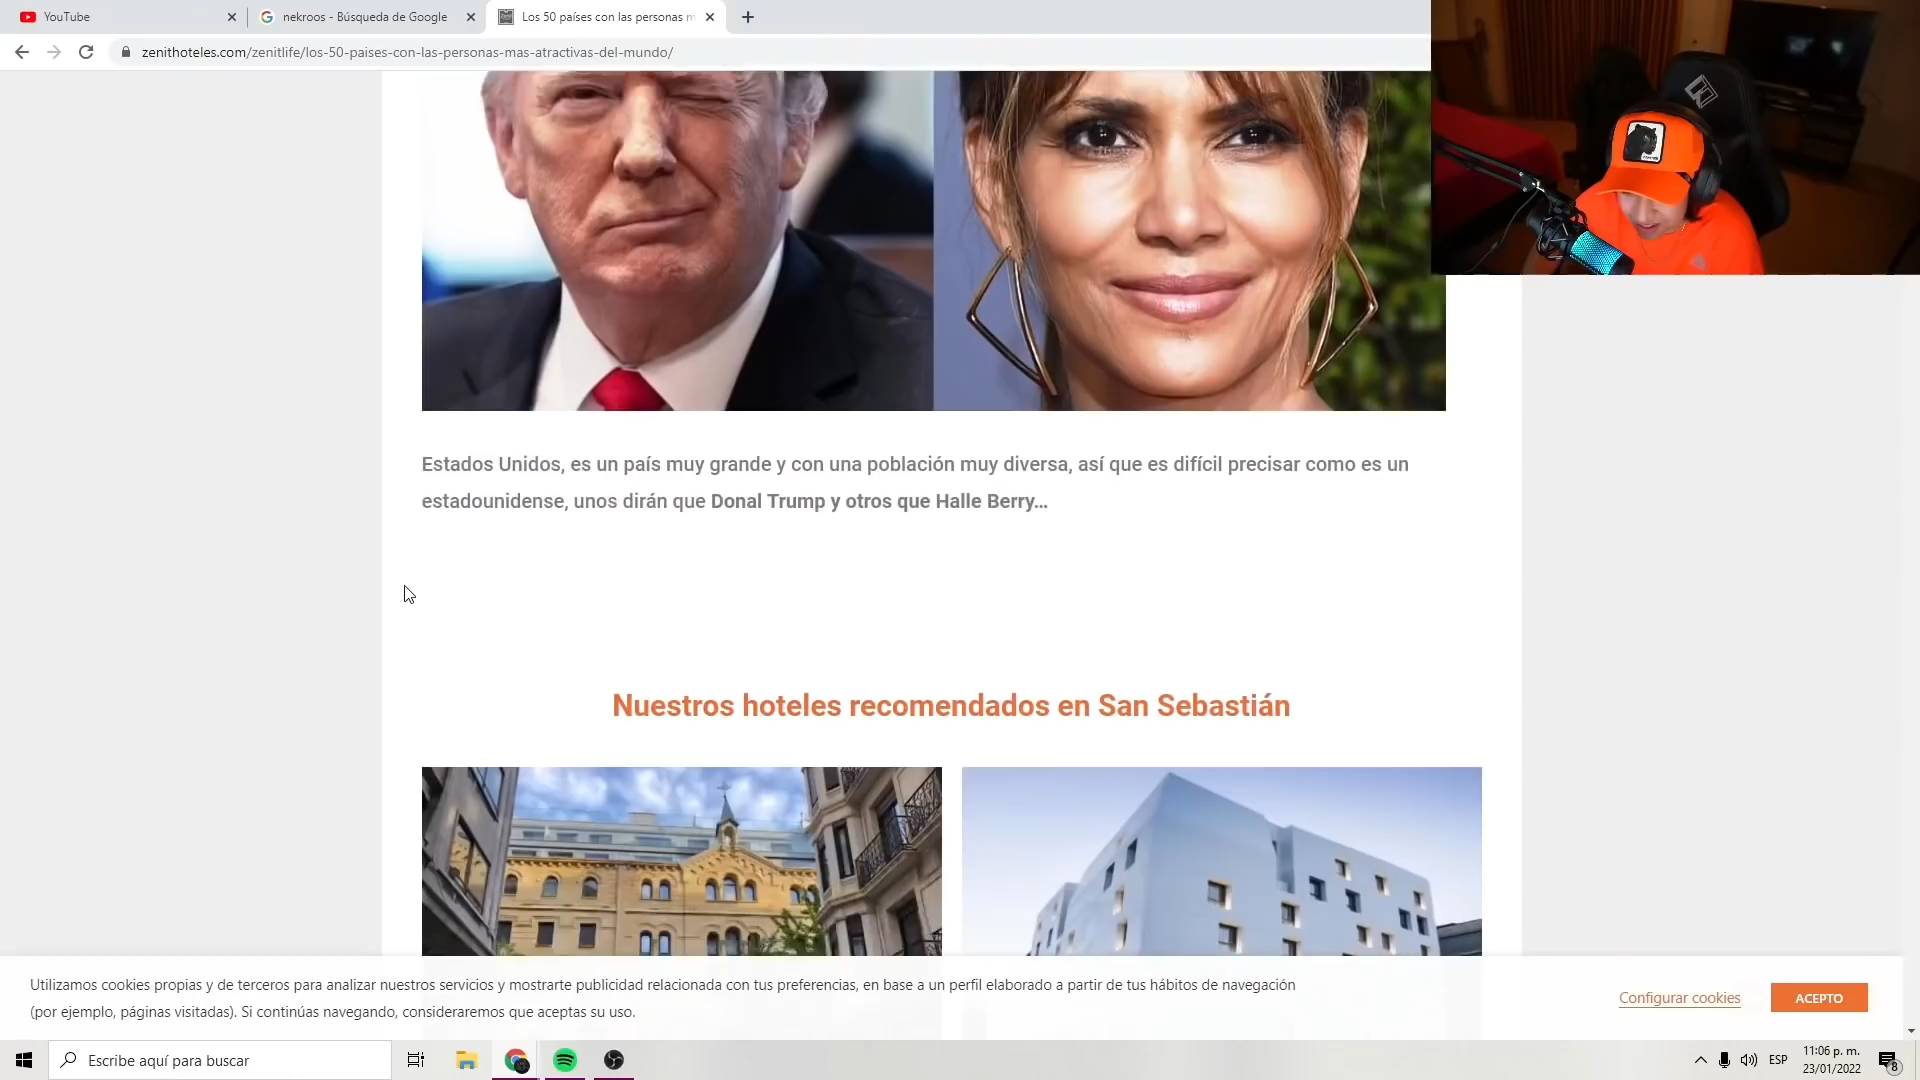 YouTube
nekroos - Búsqueda de Google
Los 50 países con las personas m
zenithoteles.com/zenitlife/los-50-paises-con-las-personas-mas-atractivas-del-mundo/
Estados Unidos, es un país muy grande y con una población muy diversa, así que es difícil precisar como es un
estadounidense, unos dirán que Donal Trump y otros que Halle Berry...
Nuestros hoteles recomendados en San Sebastián
Utilizamos cookies propias y de terceros para analizar nuestros servicios y mostrarte publicidad relacionada con tus preferencias, en base a un perfil elaborado a partir de tus hábitos de navegación
(por ejemplo, páginas visitadas). Si continúas navegando, consideraremos que aceptas su uso.
Configurar cookies
ACEPTO
Escribe aquí para buscar
ESP
11:06 p. m.
23/01/2022
8